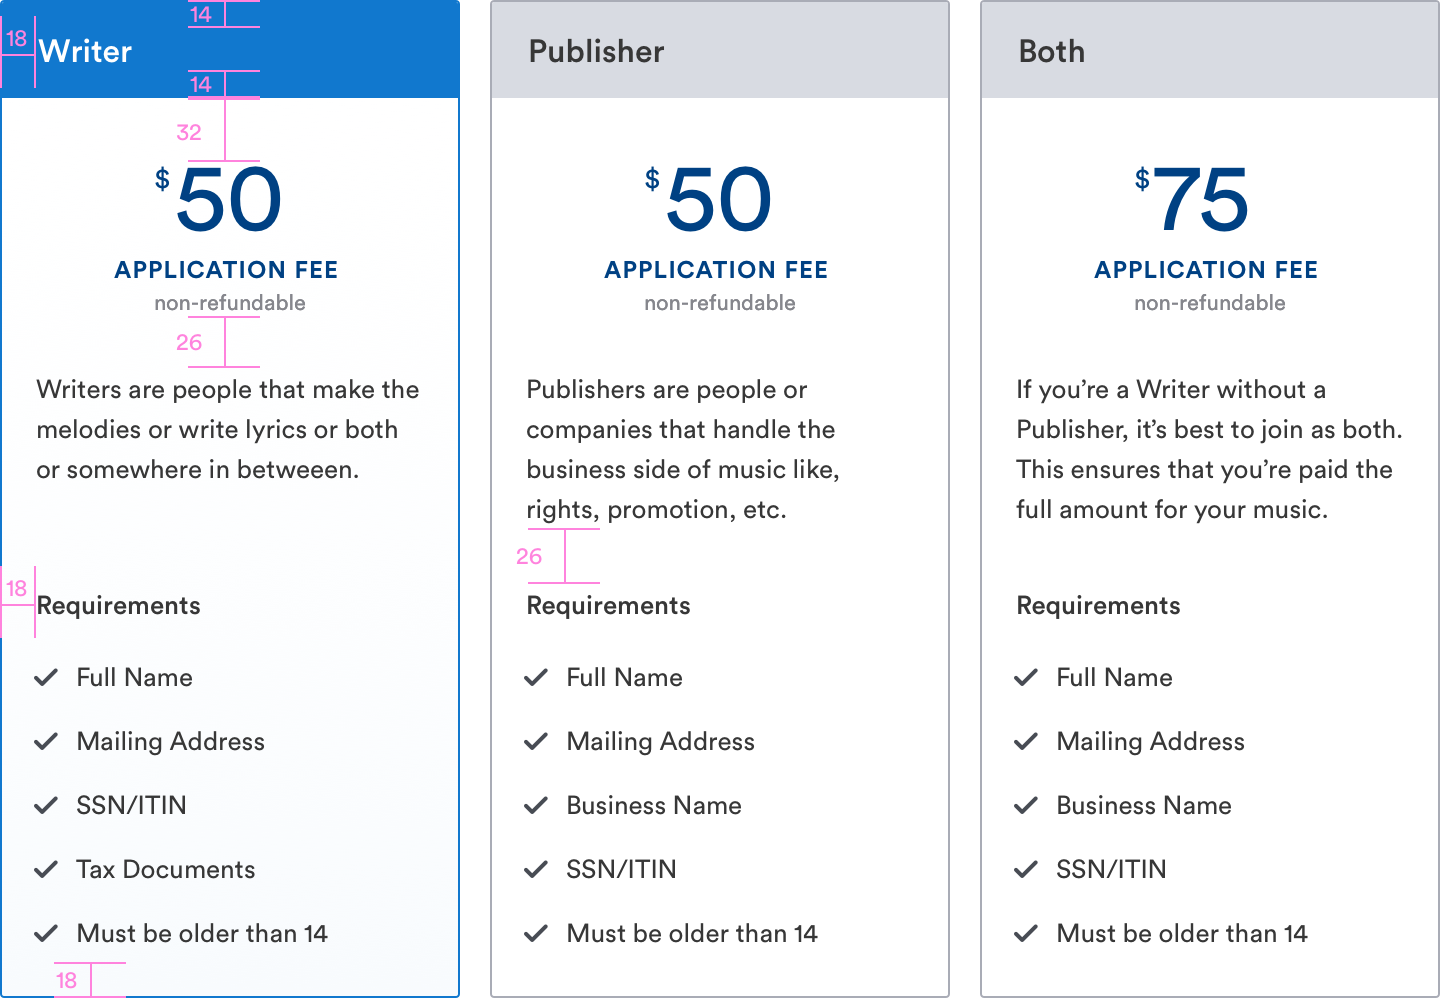 14
18
Writer
14
32
$50
APPLICATION FEE
non-refundable
26
Writers are people that make the
melodies or write lyrics or both
or somewhere in betweeen.
18
Requirements
Full Name
Mailing Address
SSN/ITIN
Tax Documents
Must be older than 14
18
Publisher
$50
APPLICATION FEE
non-refundable
Publishers are people or
companies that handle the
business side of music like,
rights, promotion, etc.
26
Requirements
Full Name
Mailing Address
Business Name
SSN/ITIN
Must be older than 14
Both
$75
APPLICATION FEE
non-refundable
If you’re a Writer without a
Publisher, it’s best to join as both.
This ensures that you’re paid the
full amount for your music.
Requirements
Full Name
Mailing Address
Business Name
SSN/ITIN
Must be older than 14